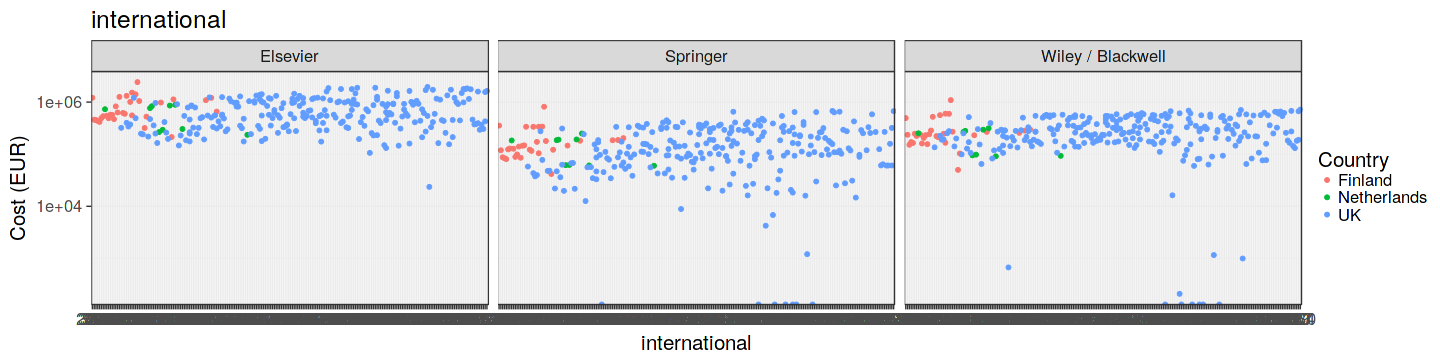 international
Elsevier
Springer
Wiley / Blackwell
1e+06
1e+04
Cost (EUR)
international
Country
Finland
Netherlands
UK